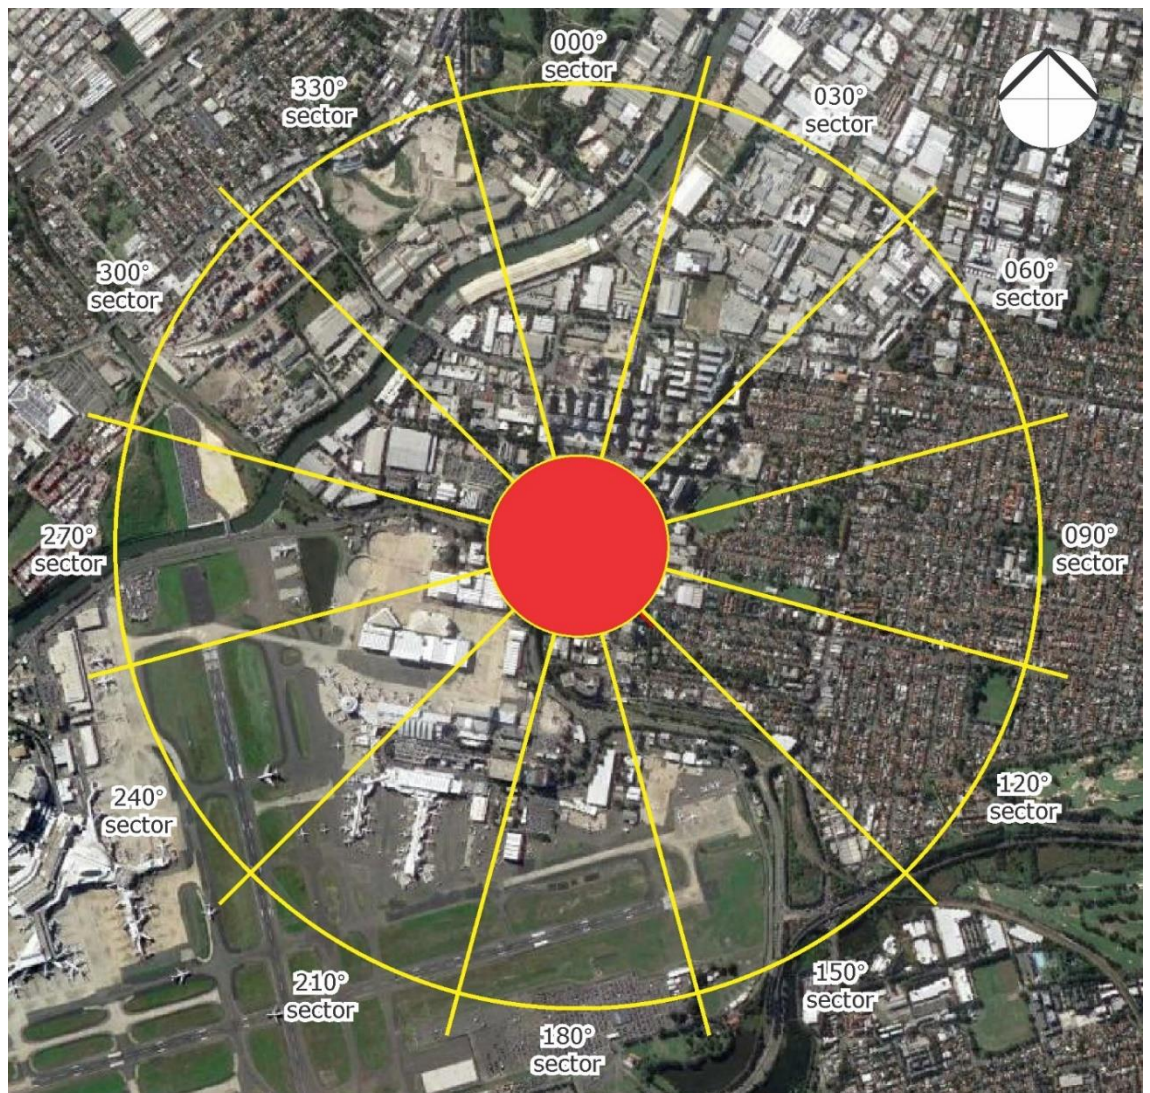 000°
sector
330°
sector
030°
sector
300°
sector
060°
sector
270°
sector
090°
sector
240°
sector
120°
sector
210°
sector
150°
sector
180°
sector